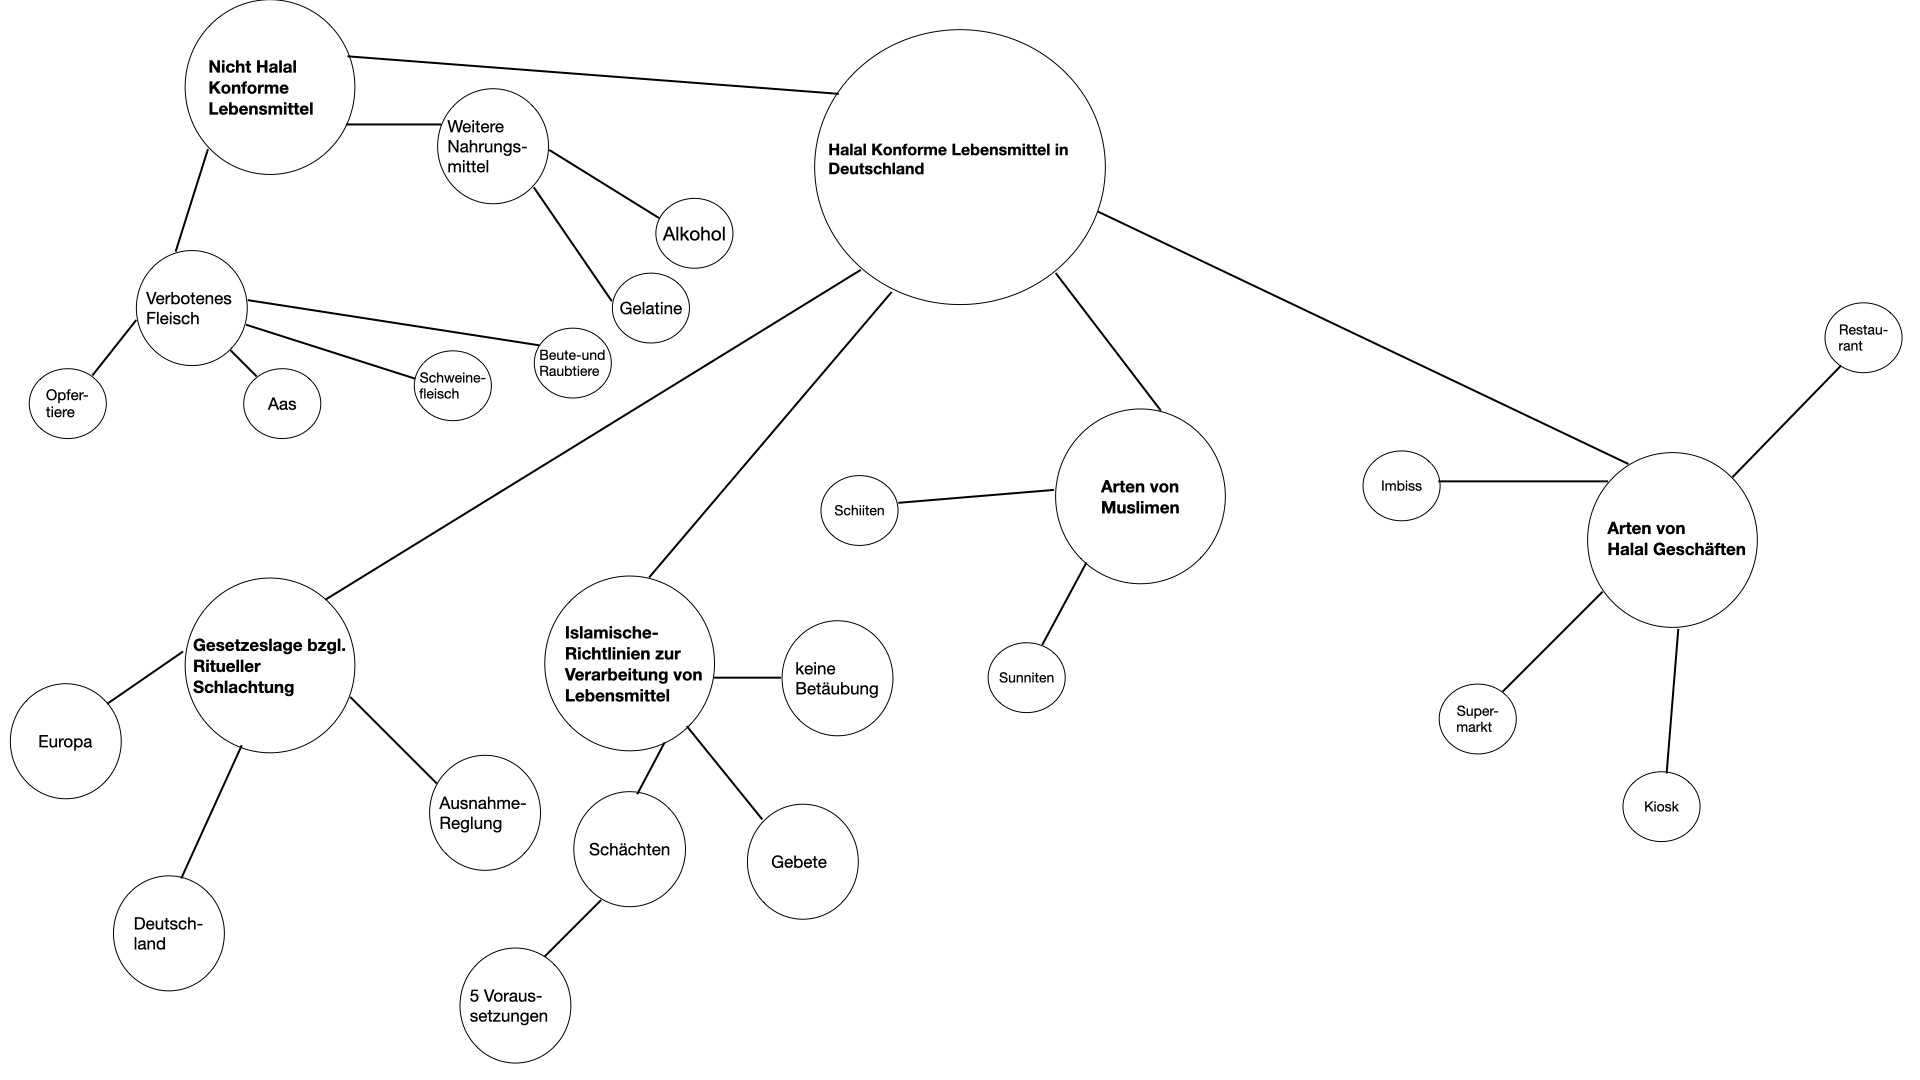 Nicht Halal
Konforme
Lebensmittel
Weitere
Nahrungs-
mittel
Alkohol
Gelatine
Verbotenes
Fleisch
Opfer-
tiere
Aas
Schweine-
fleisch
Beute-und
Raubtiere
Halal Konforme Lebensmittel in
Deutschland
Gesetzeslage bzgl.
Ritueller
Schlachtung
Europa
Deutsch-
land
Ausnahme-
Reglung
Islamische-
Richtlinien zur
Verarbeitung von
Lebensmittel
keine
Betäubung
Schächten
Gebete
5 Voraus-
setzungen
Arten von
Muslimen
Schiiten
Sunniten
Arten von
Halal Geschäften
Restau-
rant
Imbiss
Super-
markt
Kiosk